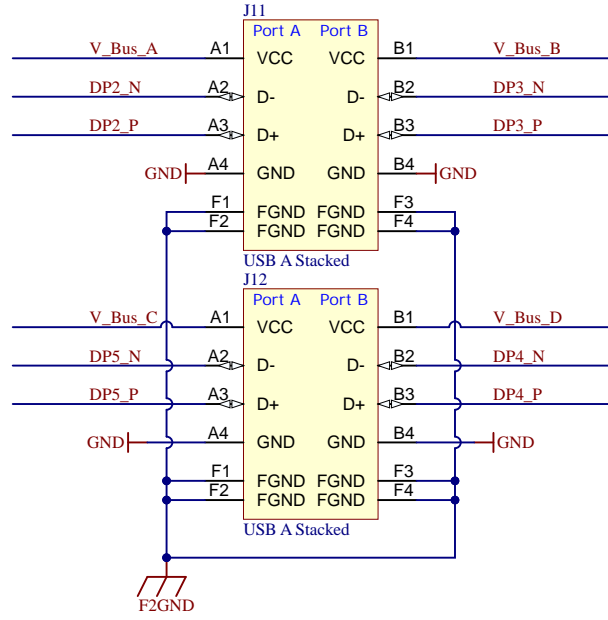 J11
Port A Port B
V_Bus_A A1 VCC VCC B1 V_Bus_B
DP2_N A2 D- D- B2 DP3_N
DP2_P A3 D+ D+ B3 DP3_P
GND A4 GND GND B4 GND
F1 FGND FGND F3
F2 FGND FGND F4
USB A Stacked
J12
Port A Port B
V_Bus_C A1 VCC VCC B1 V_Bus_D
DP5_N A2 D- D- B2 DP4_N
DP5_P A3 D+ D+ B3 DP4_P
GND A4 GND GND B4 GND
F1 FGND FGND F3
F2 FGND FGND F4
USB A Stacked
F2GND